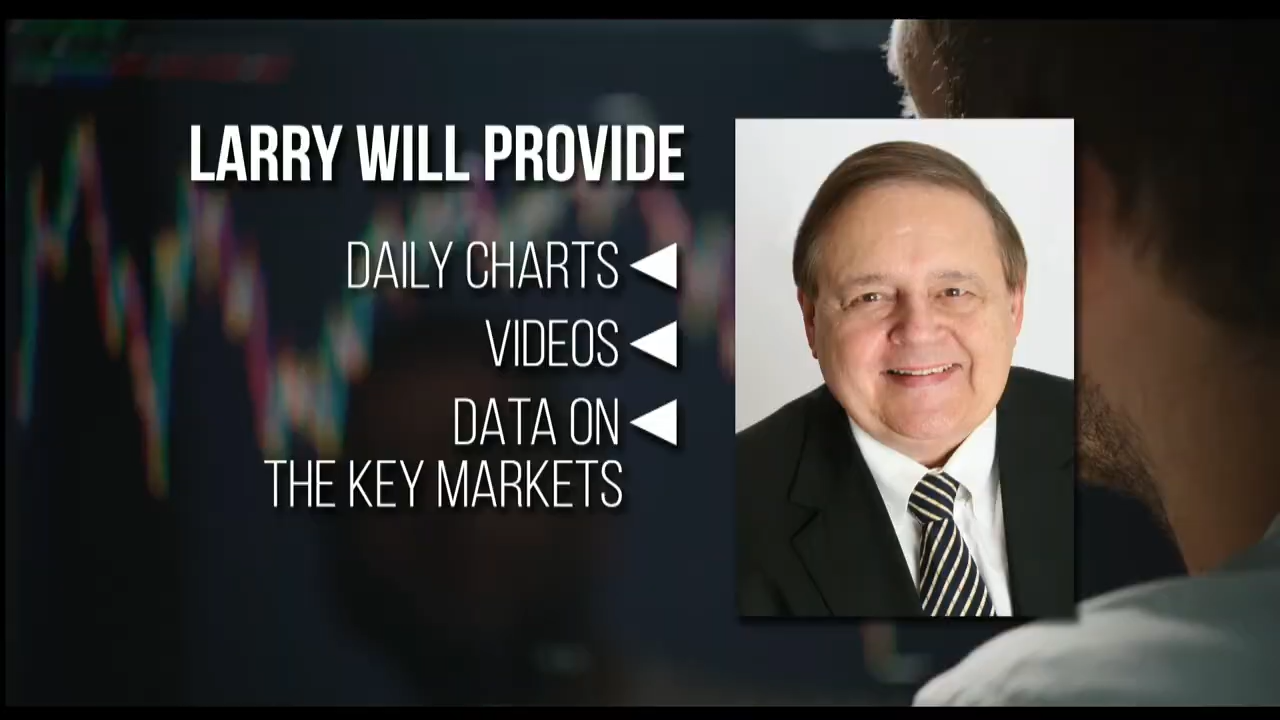 LARRY WILL PROVIDE
DAILY CHARTS
VIDEOS
DATA ON
THE KEY MARKETS